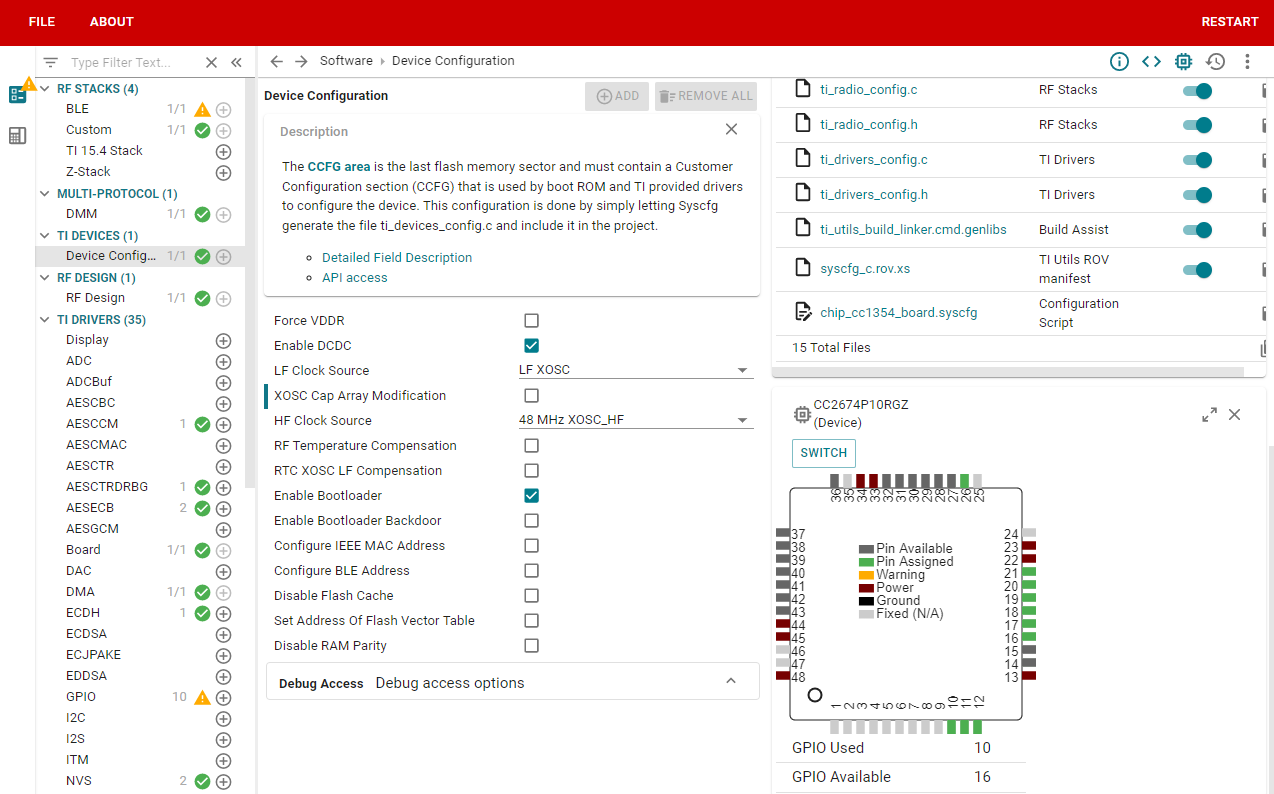 FILE
ABOUT
RESTART
Type Filter Text...
RF STACKS (4)
BLE 1/1
Custom 1/1
TI 15.4 Stack
Z-Stack
MULTI-PROTOCOL (1)
DMM 1/1
TI DEVICES (1)
Device Config... 1/1
RF DESIGN (1)
RF Design 1/1
TI DRIVERS (35)
Display
ADC
ADCBuf
AESCBC
AESCCM 1
AESCMAC
AESCTR
AESCTRDRBG 1
AESECB 2
AESGCM
Board 1/1
DAC
DMA 1/1
ECDH 1
ECDSA
ECJPAKE
EDDSA
GPIO 10
I2C
I2S
ITM
NVS 2
Software › Device Configuration
Device Configuration
ADD
REMOVE ALL
Description
The CCFG area is the last flash memory sector and must contain a Customer
Configuration section (CCFG) that is used by boot ROM and TI provided drivers
to configure the device. This configuration is done by simply letting Syscfg
generate the file ti_devices_config.c and include it in the project.
Detailed Field Description
API access
Force VDDR
Enable DCDC
LF Clock Source LF XOSC
XOSC Cap Array Modification
HF Clock Source 48 MHz XOSC_HF
RF Temperature Compensation
RTC XOSC LF Compensation
Enable Bootloader
Enable Bootloader Backdoor
Configure IEEE MAC Address
Configure BLE Address
Disable Flash Cache
Set Address Of Flash Vector Table
Disable RAM Parity
Debug Access Debug access options
ti_radio_config.c RF Stacks
ti_radio_config.h RF Stacks
ti_drivers_config.c TI Drivers
ti_drivers_config.h TI Drivers
ti_utils_build_linker.cmd.genlibs Build Assist
syscfg_c.rov.xs TI Utils ROV
manifest
chip_cc1354_board.syscfg Configuration
Script
15 Total Files
CC2674P10RGZ
(Device)
SWITCH
36 35 34 33 32 31 30 29 28 27 26 25
37
38
39
40
41
42
43
44
45
46
47
48
Pin Available
Pin Assigned
Warning
Power
Ground
Fixed (N/A)
24
23
22
21
20
19
18
17
16
15
14
13
1 2 3 4 5 6 7 8 9 10 11 12
GPIO Used 10
GPIO Available 16